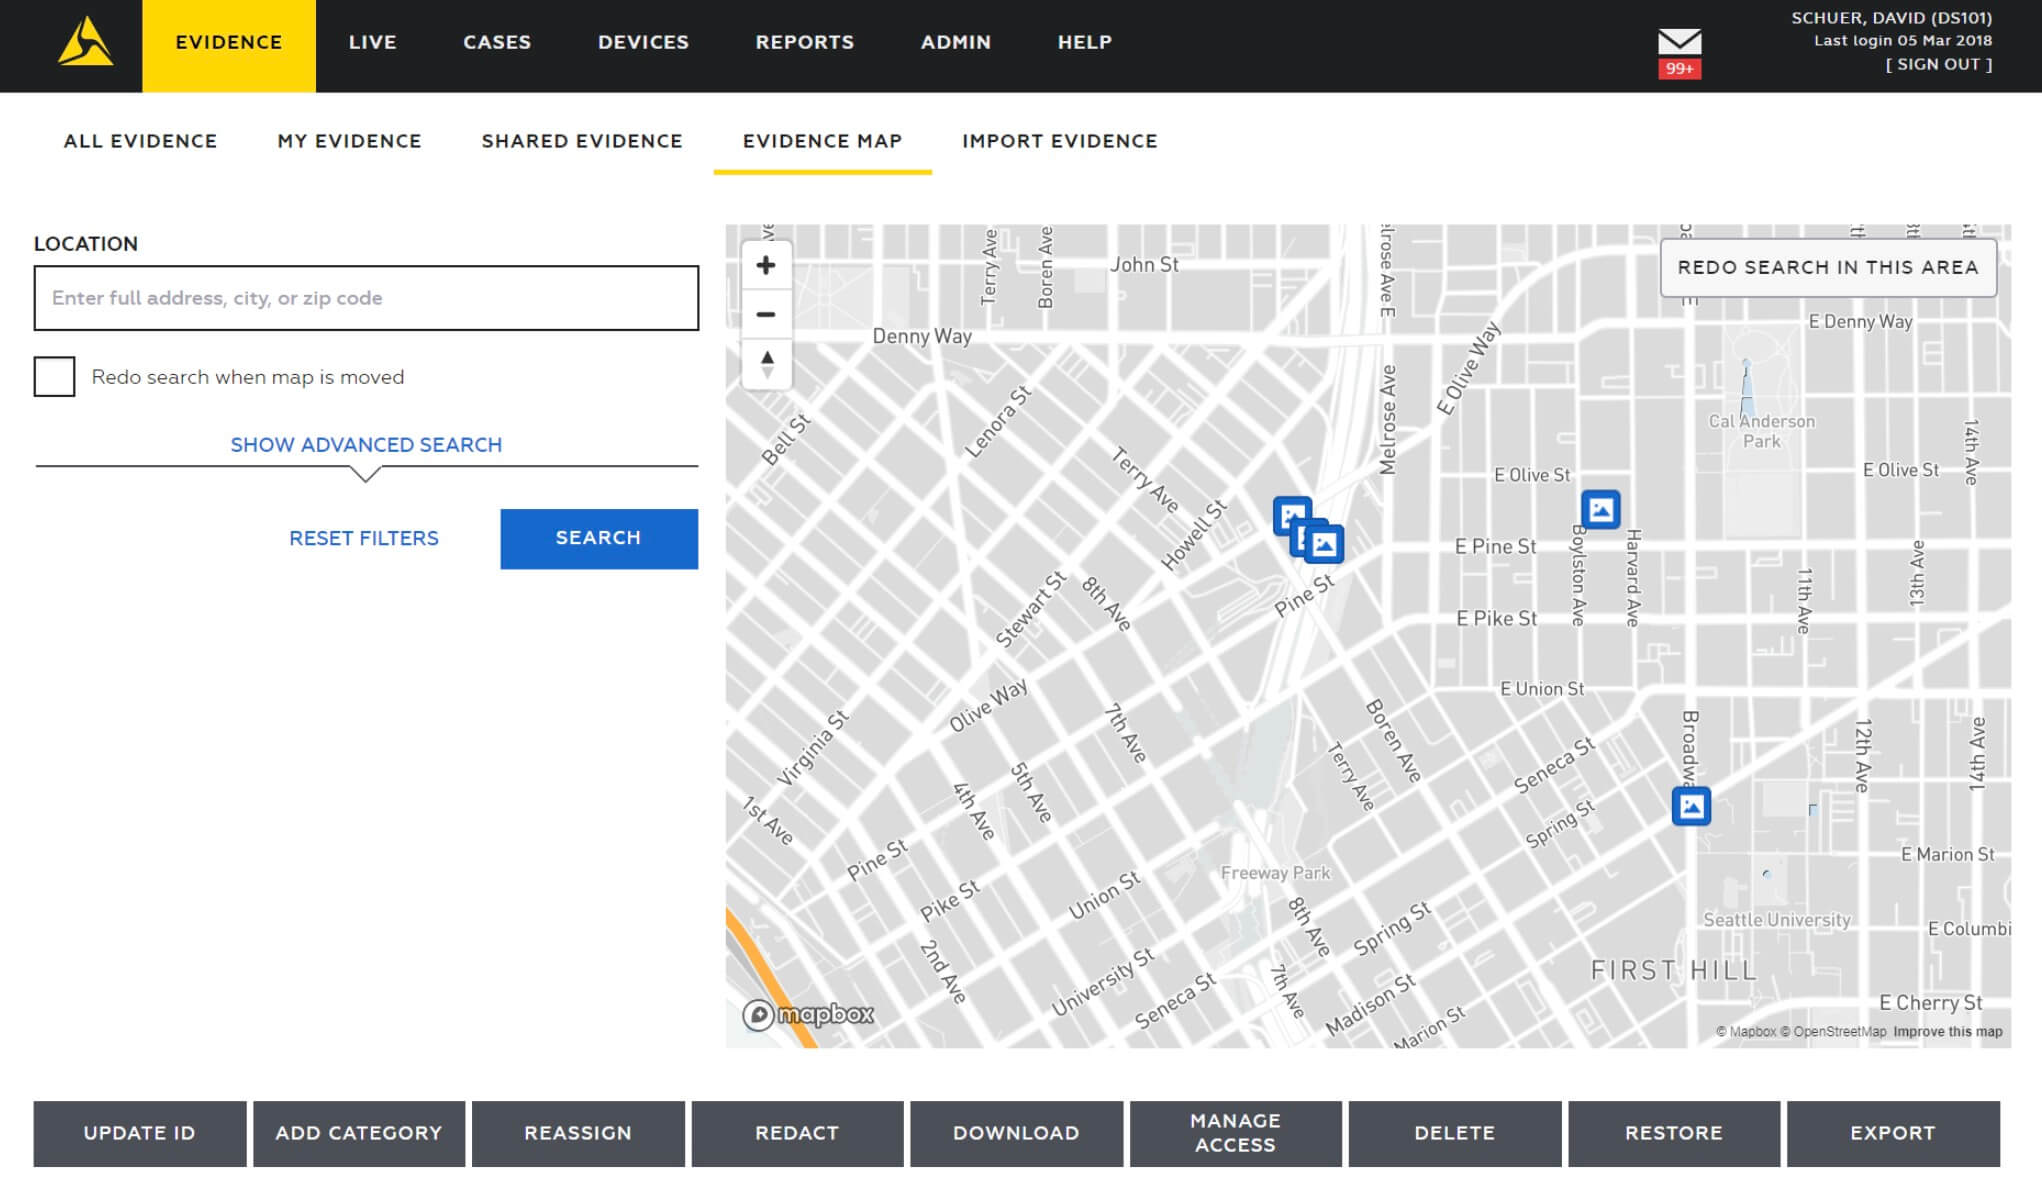 EVIDENCE LIVE CASES DEVICES REPORTS ADMIN HELP
99+
SCHUER, DAVID (DS101)
Last login 05 Mar 2018
[ SIGN OUT ]
ALL EVIDENCE MY EVIDENCE SHARED EVIDENCE EVIDENCE MAP IMPORT EVIDENCE
LOCATION
Enter full address, city, or zip code
Redo search when map is moved
SHOW ADVANCED SEARCH
RESET FILTERS SEARCH
REDO SEARCH IN THIS AREA
Terry Ave
Boren Ave
John St
Denny Way
E Denny Way
E Olive Way
Melrose Ave
Bell St
Lenora St
Terry Ave
Howell St
Cal Anderson
Park
14th Ave
E Olive St
E Olive St
E Pine St
Boylston Ave
Harvard Ave
11th Ave
13th Ave
Pine St
Stewart St
8th Ave
E Pike St
E Union St
Olive Way
7th Ave
Virginia St
Boren Ave
Terry Ave
Seneca St
12th Ave
14th Ave
1st Ave
4th Ave
5th Ave
Spring St
Pine St
Pike St
Union St
Freeway Park
E Marion St
8th Ave
Spring St
Seattle University
E Columbi
2nd Ave
University St
Seneca St
7th Ave
Madison St
Marion St
FIRST HILL
E Cherry St
mapbox
© Mapbox © OpenStreetMap Improve this map
UPDATE ID ADD CATEGORY REASSIGN REDACT DOWNLOAD MANAGE ACCESS DELETE RESTORE EXPORT